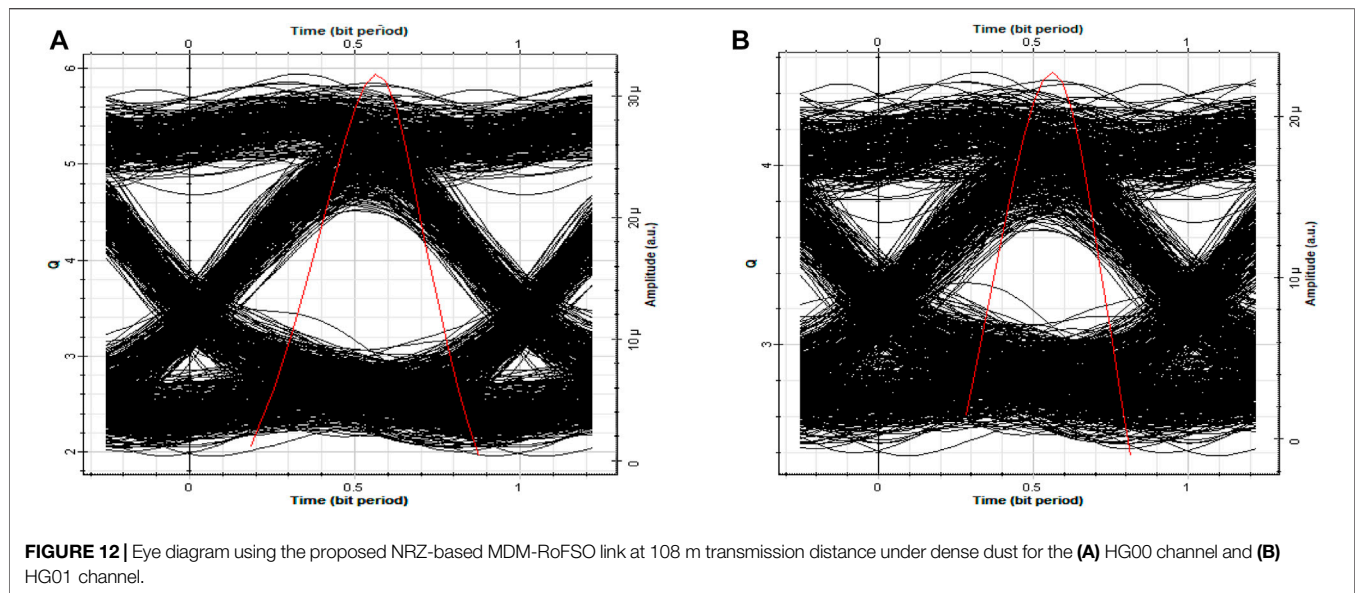 A
Time (bit period)
0 0.5 1
6
5
4
3
2
Q
30 µ
20 µ
10 µ
0
Amplitude (a.u.)
0 0.5 1
Time (bit period)
B
Time (bit period)
0 0.5 1
4
3
Q
20 µ
10 µ
0
Amplitude (a.u.)
0 0.5 1
Time (bit period)
FIGURE 12 | Eye diagram using the proposed NRZ-based MDM-RoFSO link at 108 m transmission distance under dense dust for the (A) HG00 channel and (B)
HG01 channel.